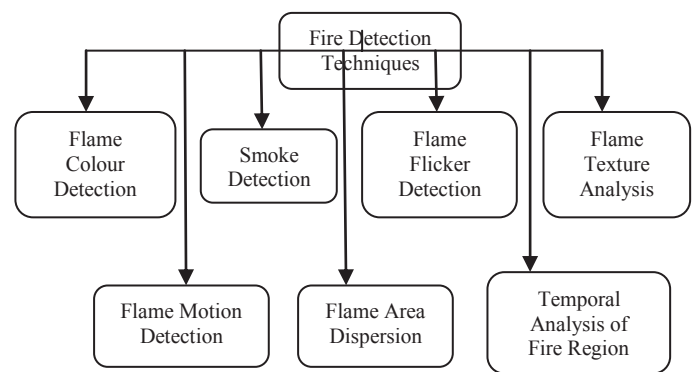 Fire Detection
Techniques
Flame
Colour
Detection
Smoke
Detection
Flame
Flicker
Detection
Flame
Texture
Analysis
Flame Motion
Detection
Flame Area
Dispersion
Temporal
Analysis of
Fire Region